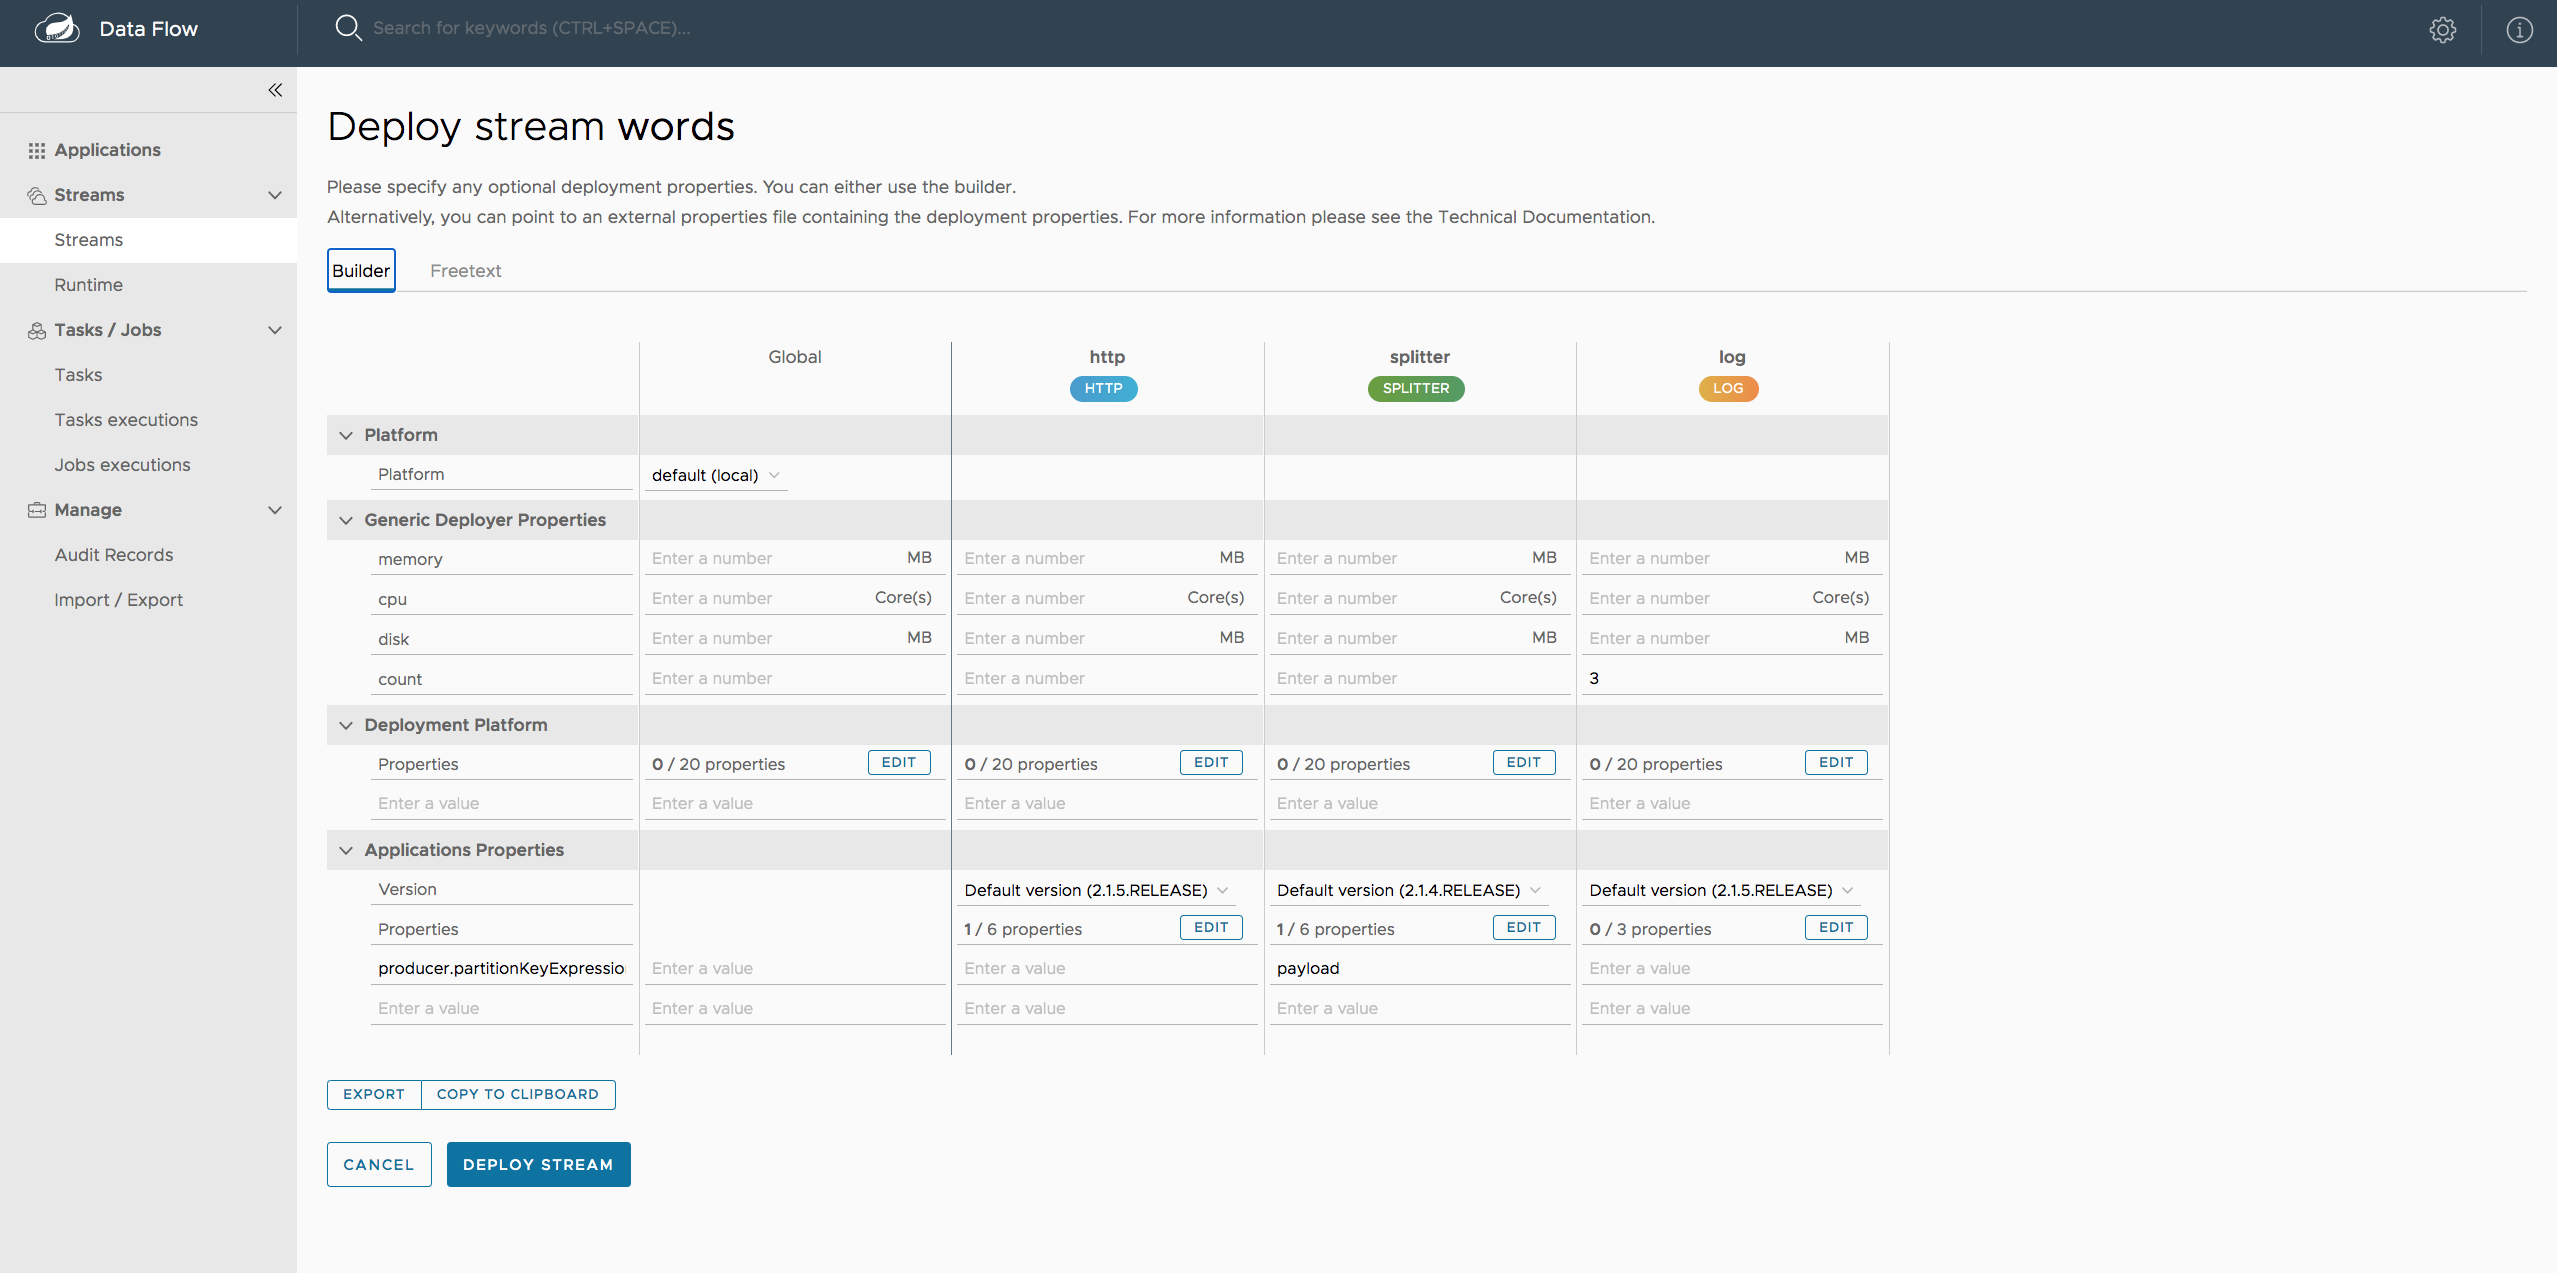 Data Flow
Search for keywords (CTRL+SPACE)...
Applications
Streams
Streams
Runtime
Tasks / Jobs
Tasks
Tasks executions
Jobs executions
Manage
Audit Records
Import / Export
Deploy stream words
Please specify any optional deployment properties. You can either use the builder.
Alternatively, you can point to an external properties file containing the deployment properties. For more information please see the Technical Documentation.
Builder Freetext
Global http splitter log
HTTP SPLITTER LOG
Platform
Platform default (local)
Generic Deployer Properties
memory Enter a number MB Enter a number MB Enter a number MB Enter a number MB
cpu Enter a number Core(s) Enter a number Core(s) Enter a number Core(s) Enter a number Core(s)
disk Enter a number MB Enter a number MB Enter a number MB Enter a number MB
count Enter a number Enter a number Enter a number 3
Deployment Platform
Properties 0 / 20 properties EDIT 0 / 20 properties EDIT 0 / 20 properties EDIT 0 / 20 properties EDIT
Enter a value Enter a value Enter a value Enter a value Enter a value
Applications Properties
Version Default version (2.1.5.RELEASE) Default version (2.1.4.RELEASE) Default version (2.1.5.RELEASE)
Properties 1 / 6 properties EDIT 1 / 6 properties EDIT 0 / 3 properties EDIT
producer.partitionKeyExpressio Enter a value Enter a value payload Enter a value
Enter a value Enter a value Enter a value Enter a value Enter a value
EXPORT COPY TO CLIPBOARD
CANCEL DEPLOY STREAM